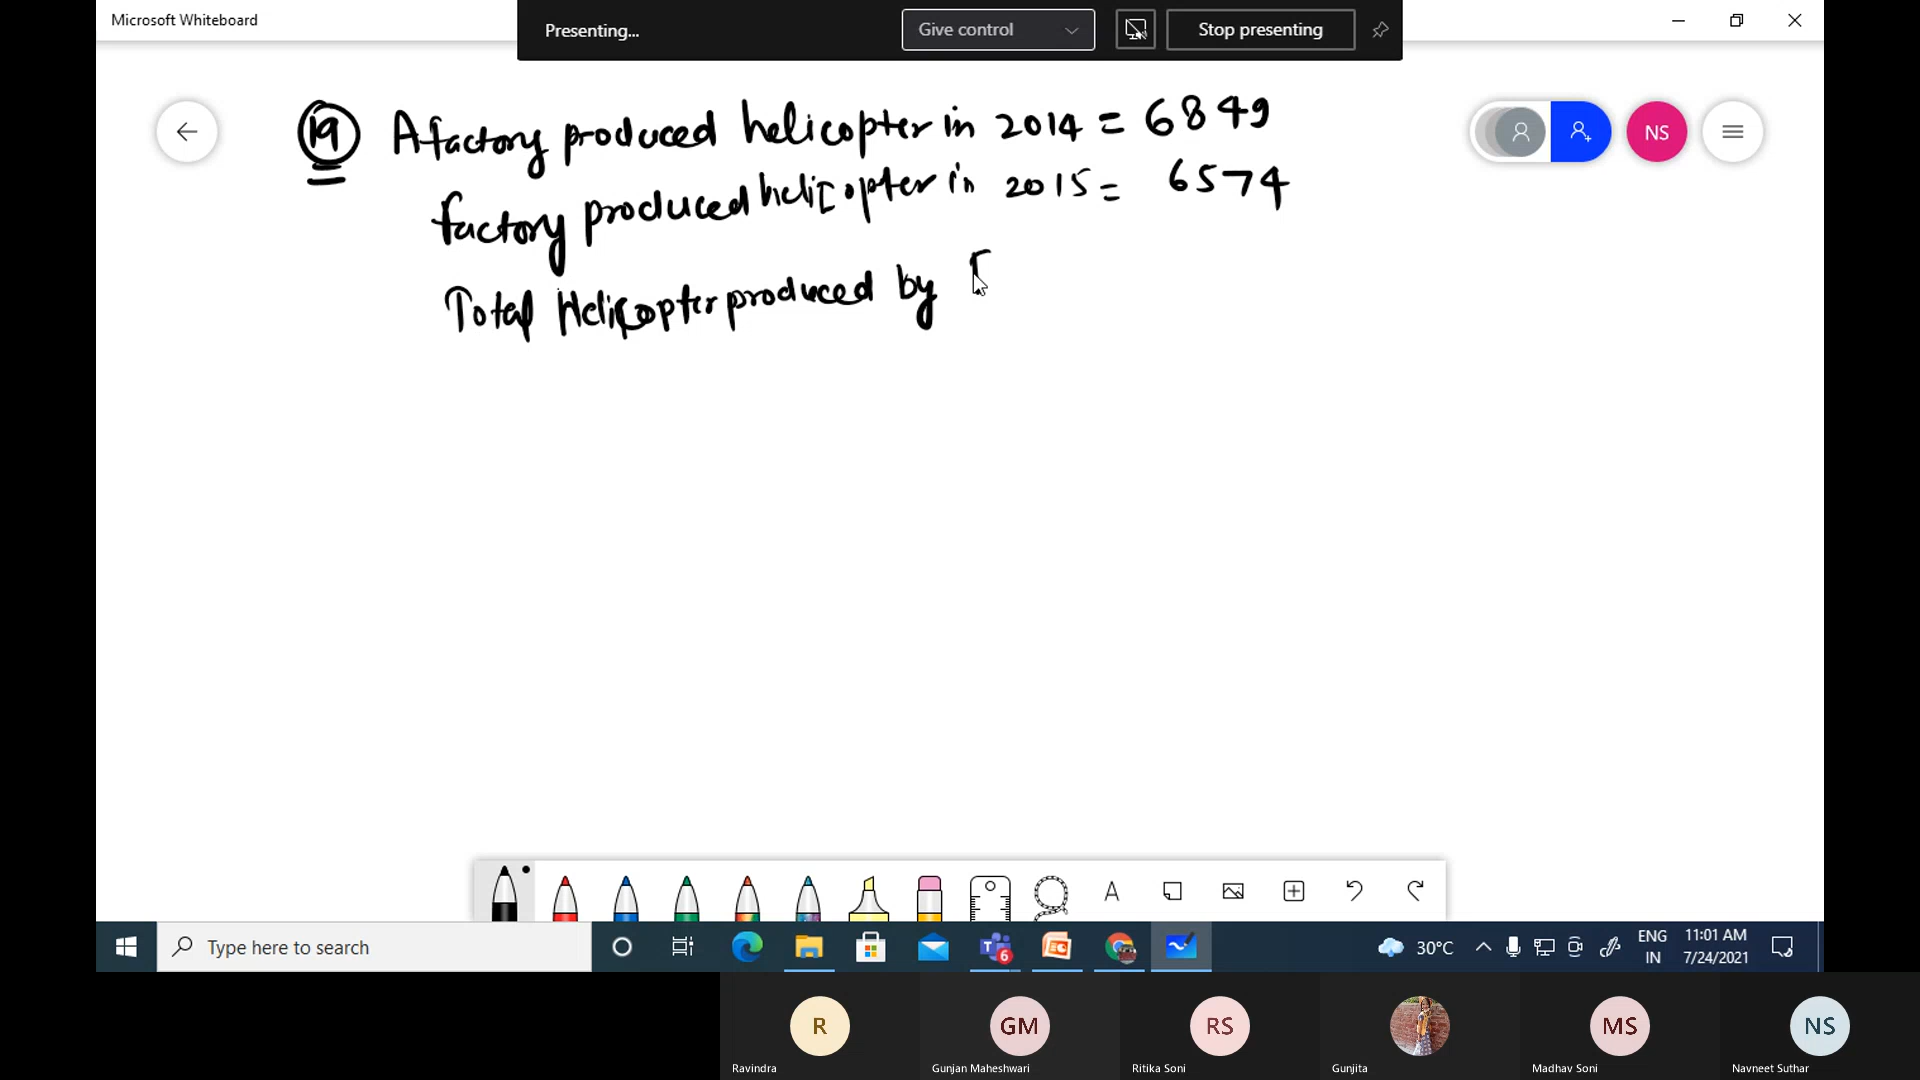 Microsoft Whiteboard
Presenting...
Give control
Stop presenting
19 A factory produced helicopter in 2014 = 6849
NS
factory produced helicopter in 2015 = 6574
Total Helicopter produced by
A
Type here to search
6
30°C
ENG
IN
11:01 AM
7/24/2021
R
GM
RS
MS
NS
Ravindra
Gunjan Maheshwari
Ritika Soni
Gunjita
Madhav Soni
Navneet Suthar